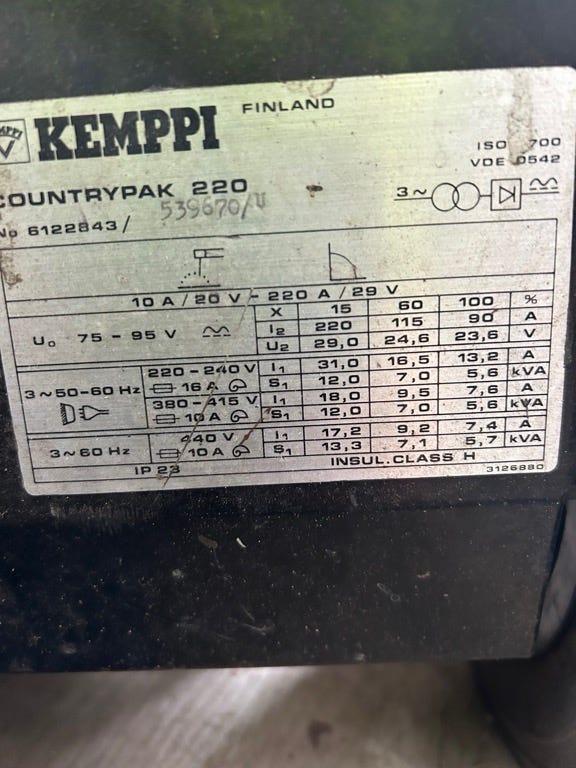 KEMPPI FINLAND
ISO 700
VDE 0542
COUNTRYPAK 220
3~
No 6122843/ 539670/U
10 A / 20 V - 220 A / 29 V
X 15 60 100 %
U₀ 75 - 95 V I2 220 115 90 A
U2 29,0 24,6 23,6 V
3~50-60 Hz 220 - 240 V I1 31,0 16,5 13,2 A
16 A S1 12,0 7,0 5,6 kVA
380 - 415 V I1 18,0 9,5 7,6 A
10 A S1 12,0 7,0 5,6 kVA
3~60 Hz 440 V I1 17,2 9,2 7,4 A
10 A S1 13,3 7,1 5,7 kVA
IP 23 INSUL. CLASS H 3126880